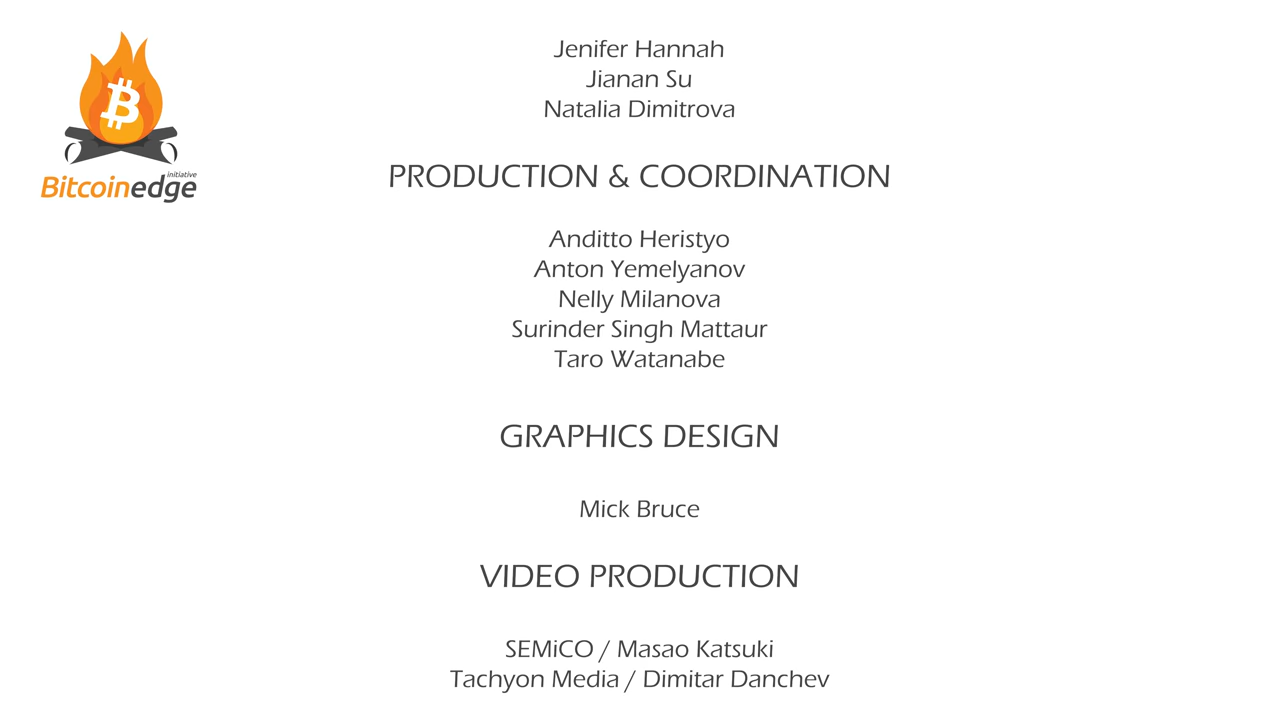 initiative
Bitcoinedge
Jenifer Hannah
Jianan Su
Natalia Dimitrova
PRODUCTION & COORDINATION
Anditto Heristyo
Anton Yemelyanov
Nelly Milanova
Surinder Singh Mattaur
Taro Watanabe
GRAPHICS DESIGN
Mick Bruce
VIDEO PRODUCTION
SEMiCO / Masao Katsuki
Tachyon Media / Dimitar Danchev